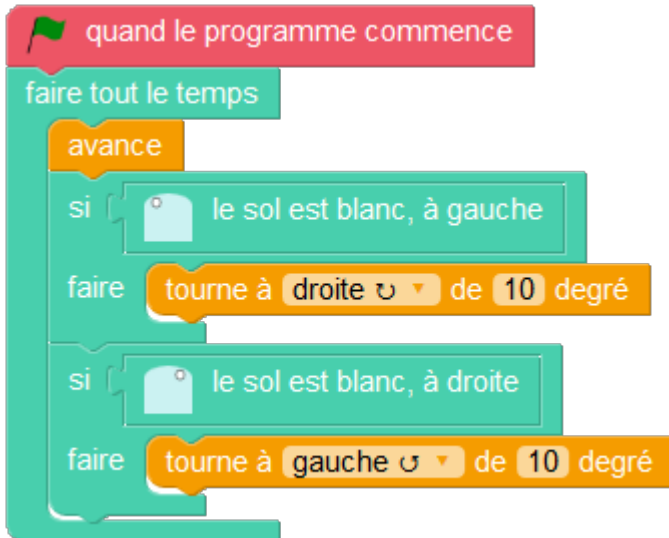 quand le programme commence
faire tout le temps
avance
si le sol est blanc, à gauche
faire tourne à droite ↻ de 10 degré
si le sol est blanc, à droite
faire tourne à gauche ↺ de 10 degré